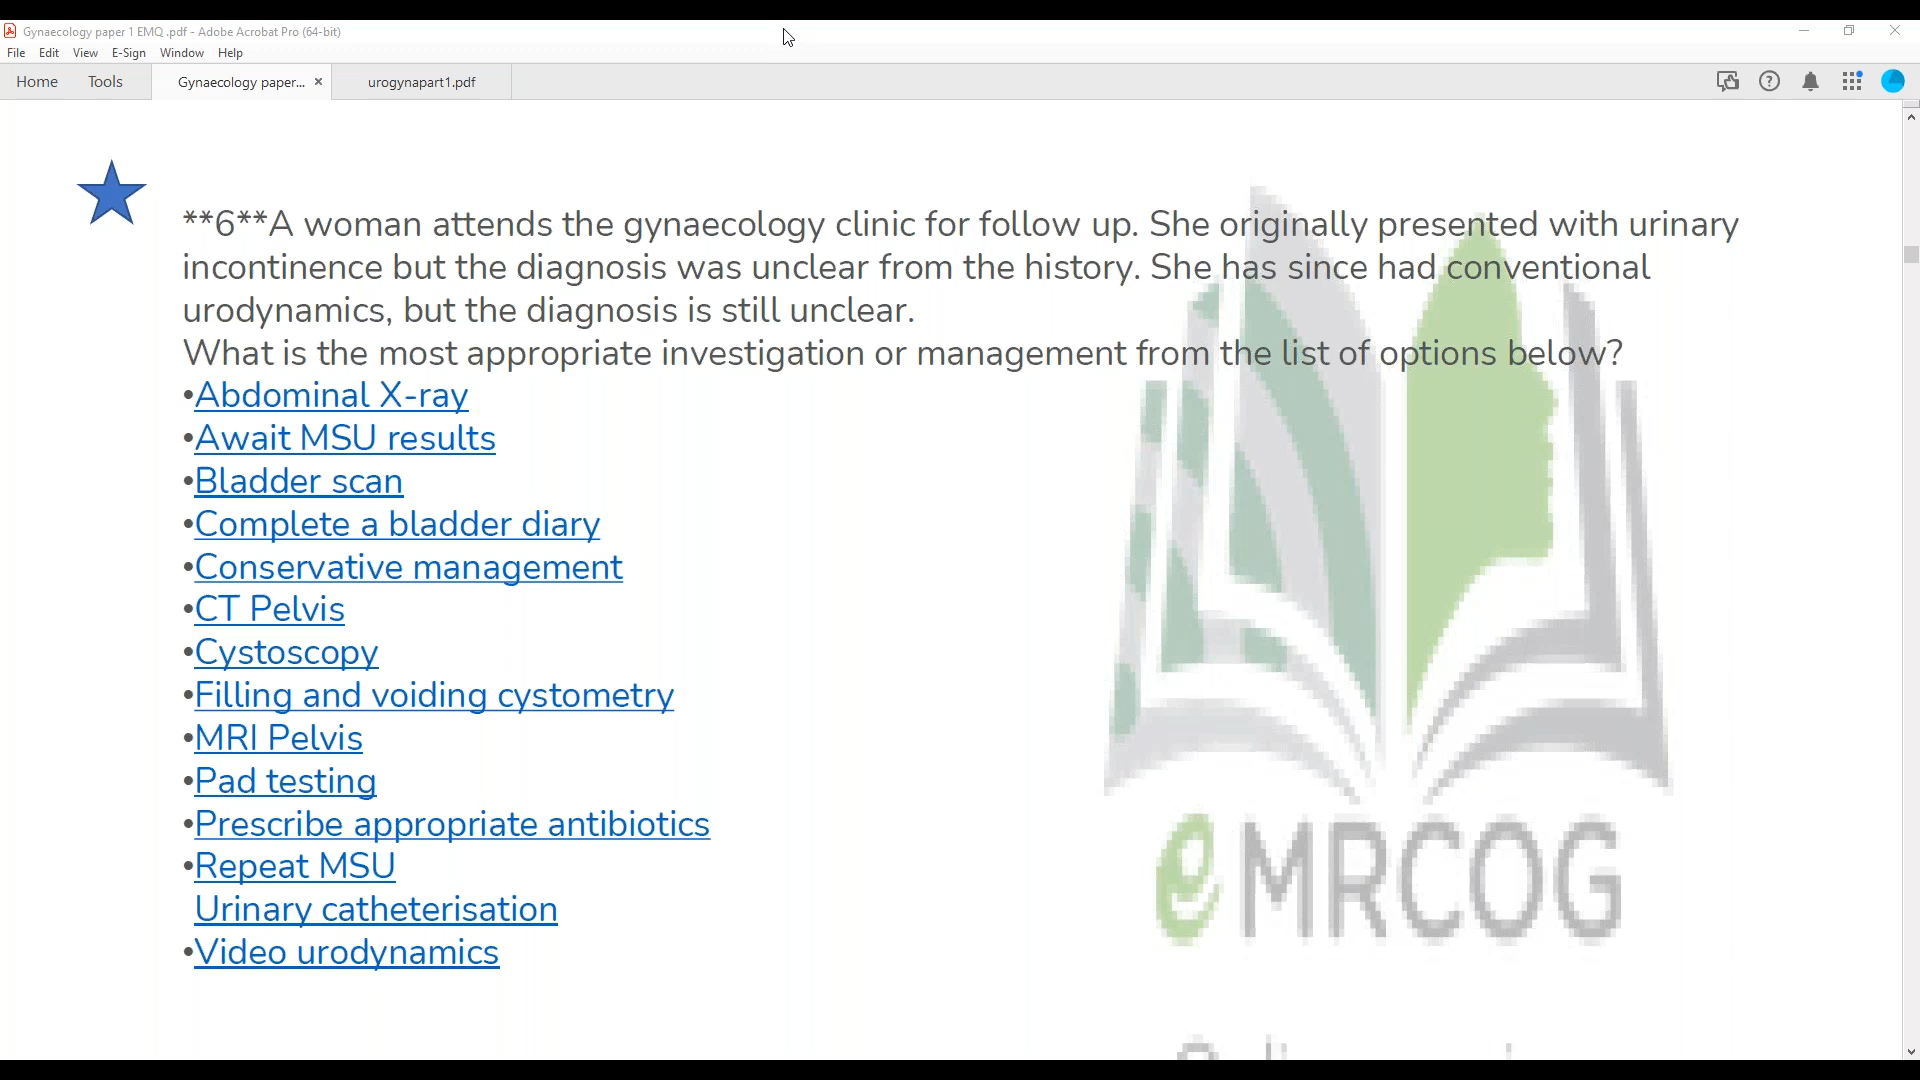 Gynaecology paper 1 EMQ .pdf - Adobe Acrobat Pro (64-bit)
File Edit View E-Sign Window Help
Home Tools Gynaecology paper... × urogynapart1.pdf
**6**A woman attends the gynaecology clinic for follow up. She originally presented with urinary
incontinence but the diagnosis was unclear from the history. She has since had conventional
urodynamics, but the diagnosis is still unclear.
What is the most appropriate investigation or management from the list of options below?
•Abdominal X-ray
•Await MSU results
•Bladder scan
•Complete a bladder diary
•Conservative management
•CT Pelvis
•Cystoscopy
•Filling and voiding cystometry
•MRI Pelvis
•Pad testing
•Prescribe appropriate antibiotics
•Repeat MSU
Urinary catheterisation
•Video urodynamics
eMRCOG